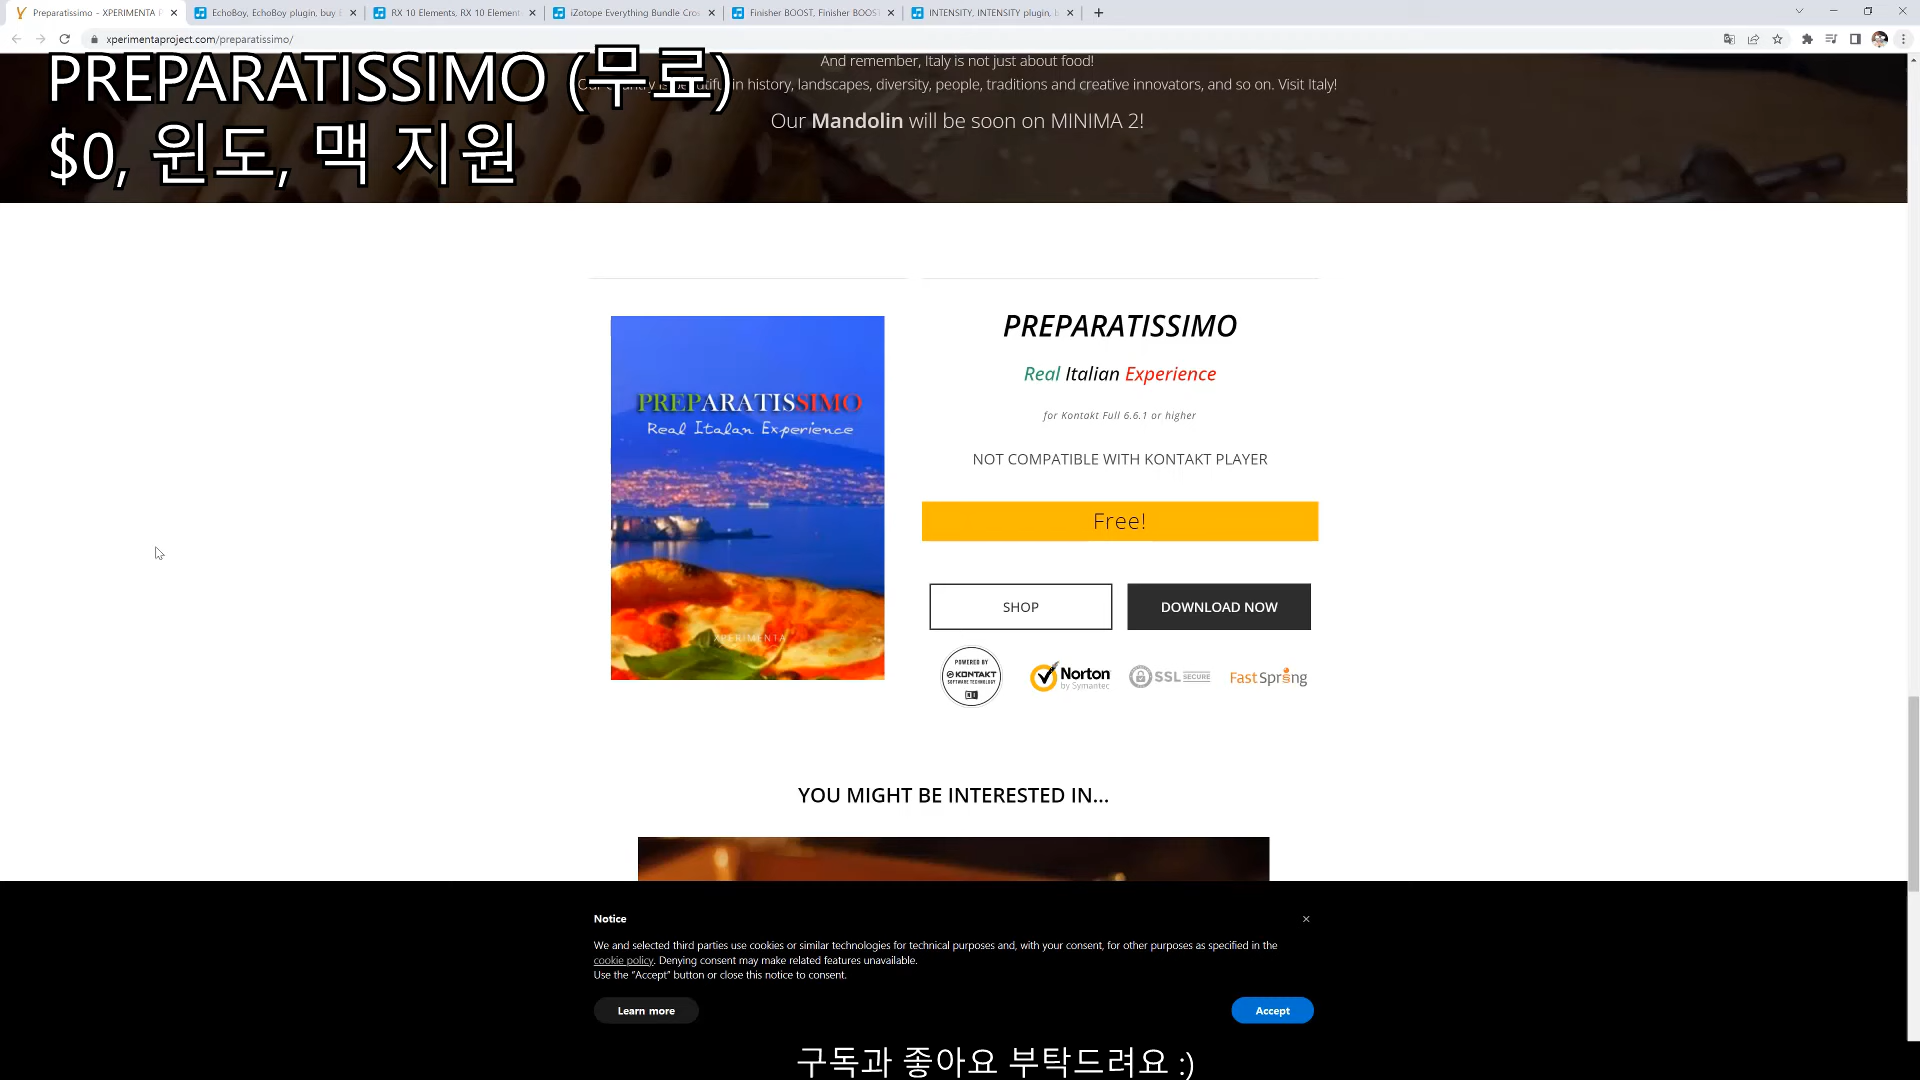 Preparatissimo - XPERIMENTA P
EchoBoy, EchoBoy plugin, buy E
RX 10 Elements, RX 10 Element
iZotope Everything Bundle Cro
Finisher BOOST, Finisher BOOST
INTENSITY, INTENSITY plugin, b
xperimentaproject.com/preparatissimo/
And remember, Italy is not just about food!
Our country is beautiful in history, landscapes, diversity, people, traditions and creative innovators, and so on. Visit Italy!
Our Mandolin will be soon on MINIMA 2!
PREPARATISSIMO (무료)
$0, 윈도, 맥 지원
PREPARATISSIMO
Real Italan Experience
XPERIMENTA
PREPARATISSIMO
Real Italian Experience
for Kontakt Full 6.6.1 or higher
NOT COMPATIBLE WITH KONTAKT PLAYER
Free!
SHOP
DOWNLOAD NOW
POWERED BY
KONTAKT
SOFTWARE TECHNOLOGY
Norton
by Symantec
SSL SECURE
FastSpring
YOU MIGHT BE INTERESTED IN...
Notice
We and selected third parties use cookies or similar technologies for technical purposes and, with your consent, for other purposes as specified in the
cookie policy. Denying consent may make related features unavailable.
Use the “Accept” button or close this notice to consent.
Learn more
Accept
구독과 좋아요 부탁드려요 :)